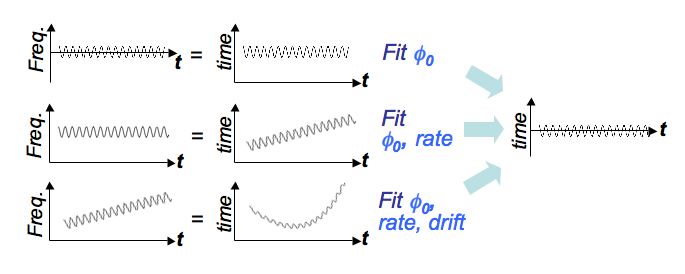 Freq. t = time t Fit ϕ0
Freq. t = time t Fit
ϕ0, rate
time t
Freq. t = time t Fit ϕ0,
rate, drift